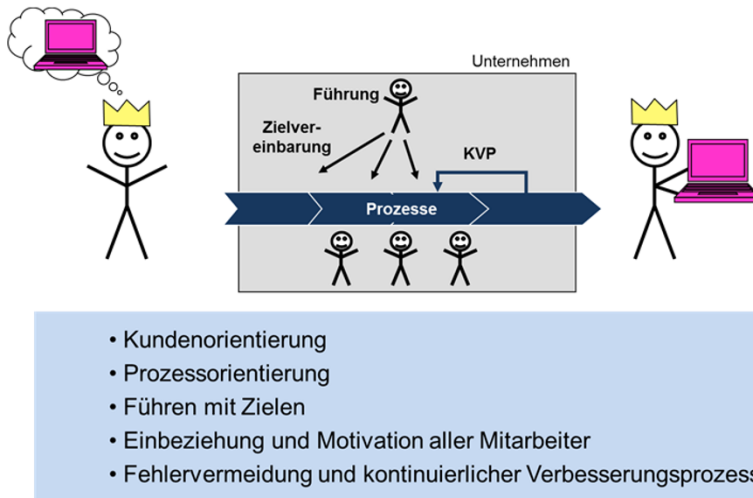 Unternehmen
Führung
Zielver-
einbarung
KVP
Prozesse
• Kundenorientierung
• Prozessorientierung
• Führen mit Zielen
• Einbeziehung und Motivation aller Mitarbeiter
• Fehlervermeidung und kontinuierlicher Verbesserungsprozess